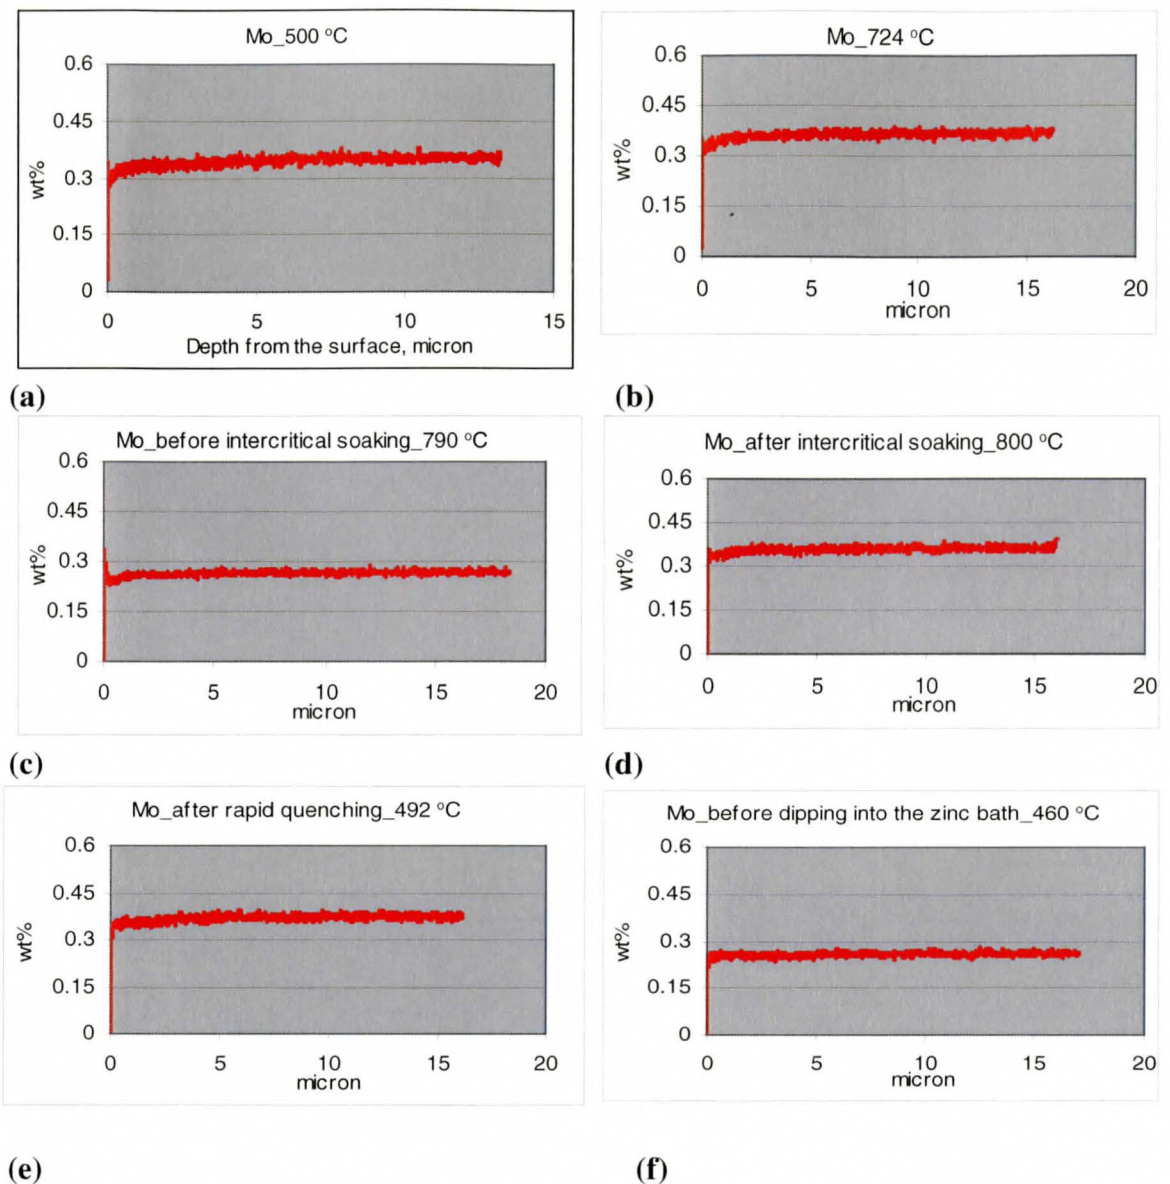 Mo_500 °C
0.6
0.45
0.3
0.15
0
wt%
0 5 10 15
Depth from the surface, micron
(a)
Mo_724 °C
0.6
0.45
0.3
0.15
0
wt%
0 5 10 15 20
micron
(b)
Mo_before intercritical soaking_790 °C
0.6
0.45
0.3
0.15
0
wt%
0 5 10 15 20
micron
(c)
Mo_after intercritical soaking_800 °C
0.6
0.45
0.3
0.15
0
wt%
0 5 10 15 20
micron
(d)
Mo_after rapid quenching_492 °C
0.6
0.45
0.3
0.15
0
wt%
0 5 10 15 20
micron
(e)
Mo_before dipping into the zinc bath_460 °C
0.6
0.45
0.3
0.15
0
wt%
0 5 10 15 20
micron
(f)